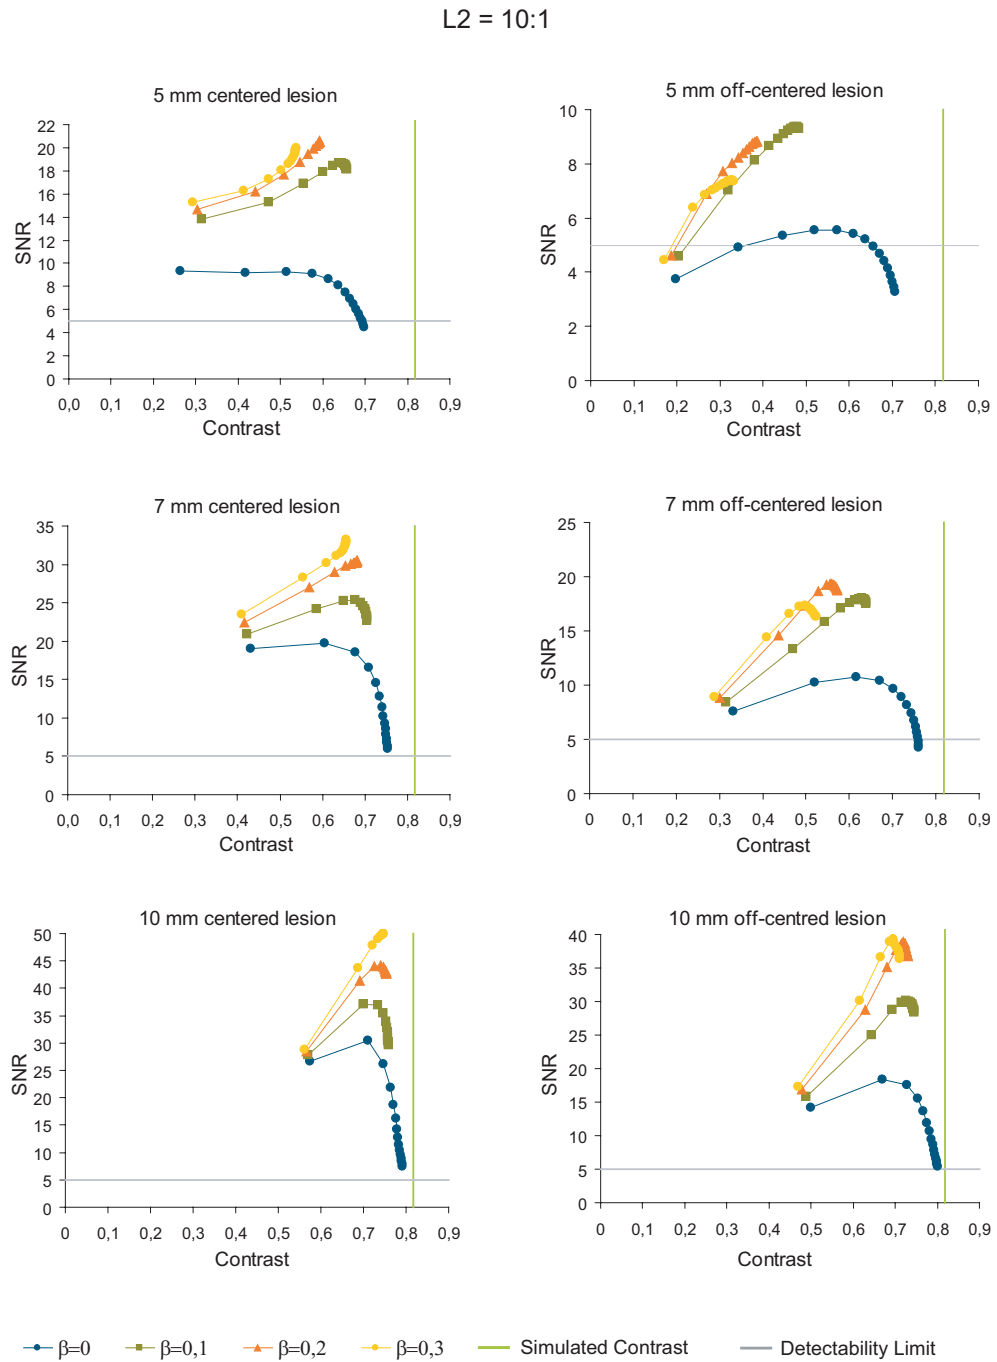 L2 = 10:1
5 mm centered lesion
22
20
18
16
14
12
10
8
6
4
2
0
SNR
0,0 0,1 0,2 0,3 0,4 0,5 0,6 0,7 0,8 0,9
Contrast
5 mm off-centered lesion
10
8
6
4
2
0
SNR
0 0,1 0,2 0,3 0,4 0,5 0,6 0,7 0,8 0,9
Contrast
7 mm centered lesion
35
30
25
20
15
10
5
0
SNR
0,0 0,1 0,2 0,3 0,4 0,5 0,6 0,7 0,8 0,9
Contrast
7 mm off-centered lesion
25
20
15
10
5
0
SNR
0 0,1 0,2 0,3 0,4 0,5 0,6 0,7 0,8 0,9
Contrast
10 mm centered lesion
50
45
40
35
30
25
20
15
10
5
0
SNR
0 0,1 0,2 0,3 0,4 0,5 0,6 0,7 0,8 0,9
Contrast
10 mm off-centred lesion
40
35
30
25
20
15
10
5
0
SNR
0 0,1 0,2 0,3 0,4 0,5 0,6 0,7 0,8 0,9
Contrast
β=0 β=0,1 β=0,2 β=0,3 Simulated Contrast Detectability Limit